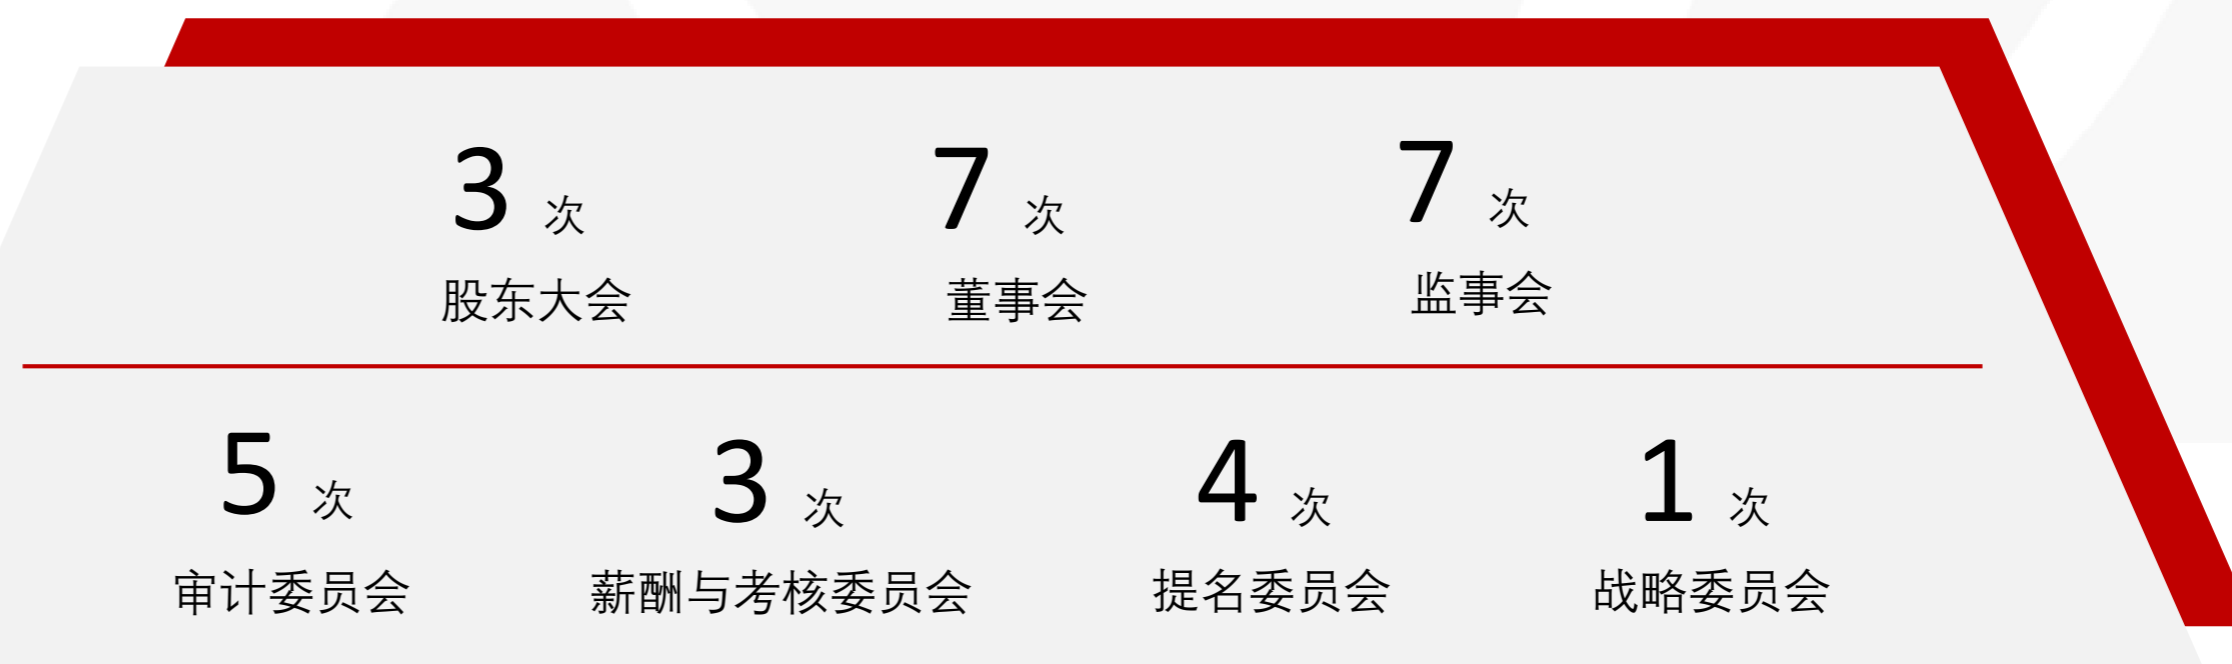 3 次 7 次 7 次
股东大会 董事会 监事会
5 次 3 次 4 次 1 次
审计委员会 薪酬与考核委员会 提名委员会 战略委员会